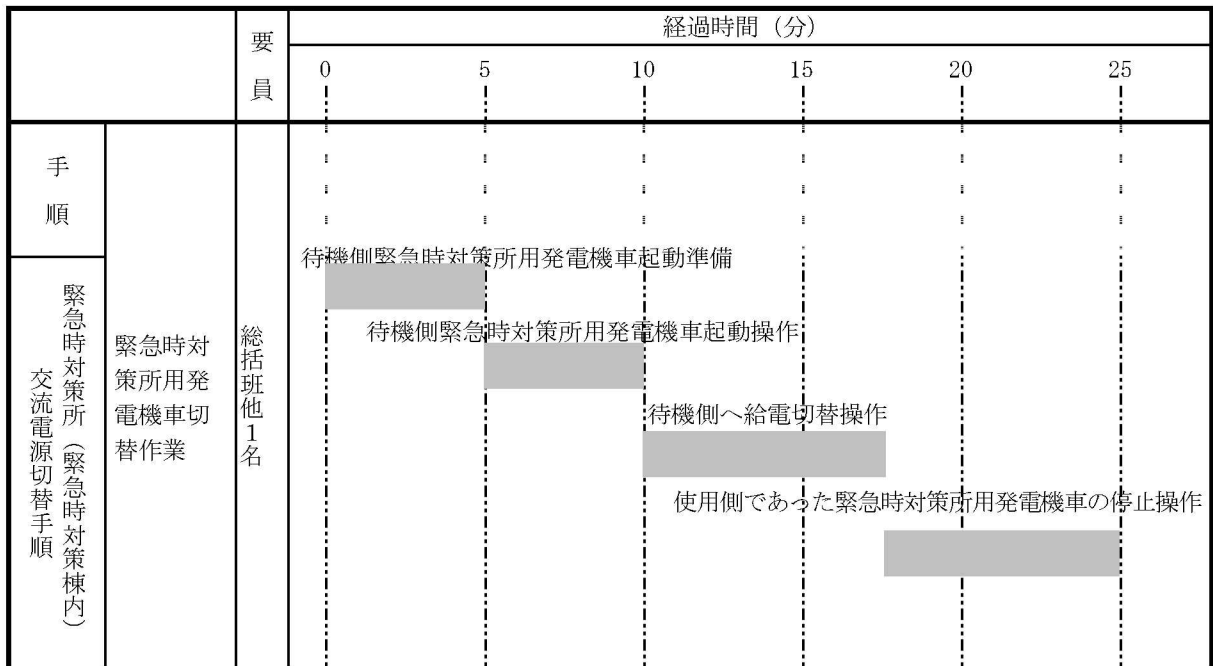 要員
経過時間（分）
0 5 10 15 20 25
手順
緊急時対策所（緊急時対策棟内）
交流電源切替手順
緊急時対
策所用発
電機車切
替作業
総括班他1名
待機側緊急時対策所用発電機車起動準備
待機側緊急時対策所用発電機車起動操作
待機側へ給電切替操作
使用側であった緊急時対策所用発電機車の停止操作